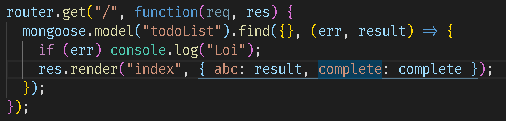 router.get("/", function(req, res) {
  mongoose.model("todoList").find({}, (err, result) => {
    if (err) console.log("Loi");
    res.render("index", { abc: result, complete: complete });
  });
});